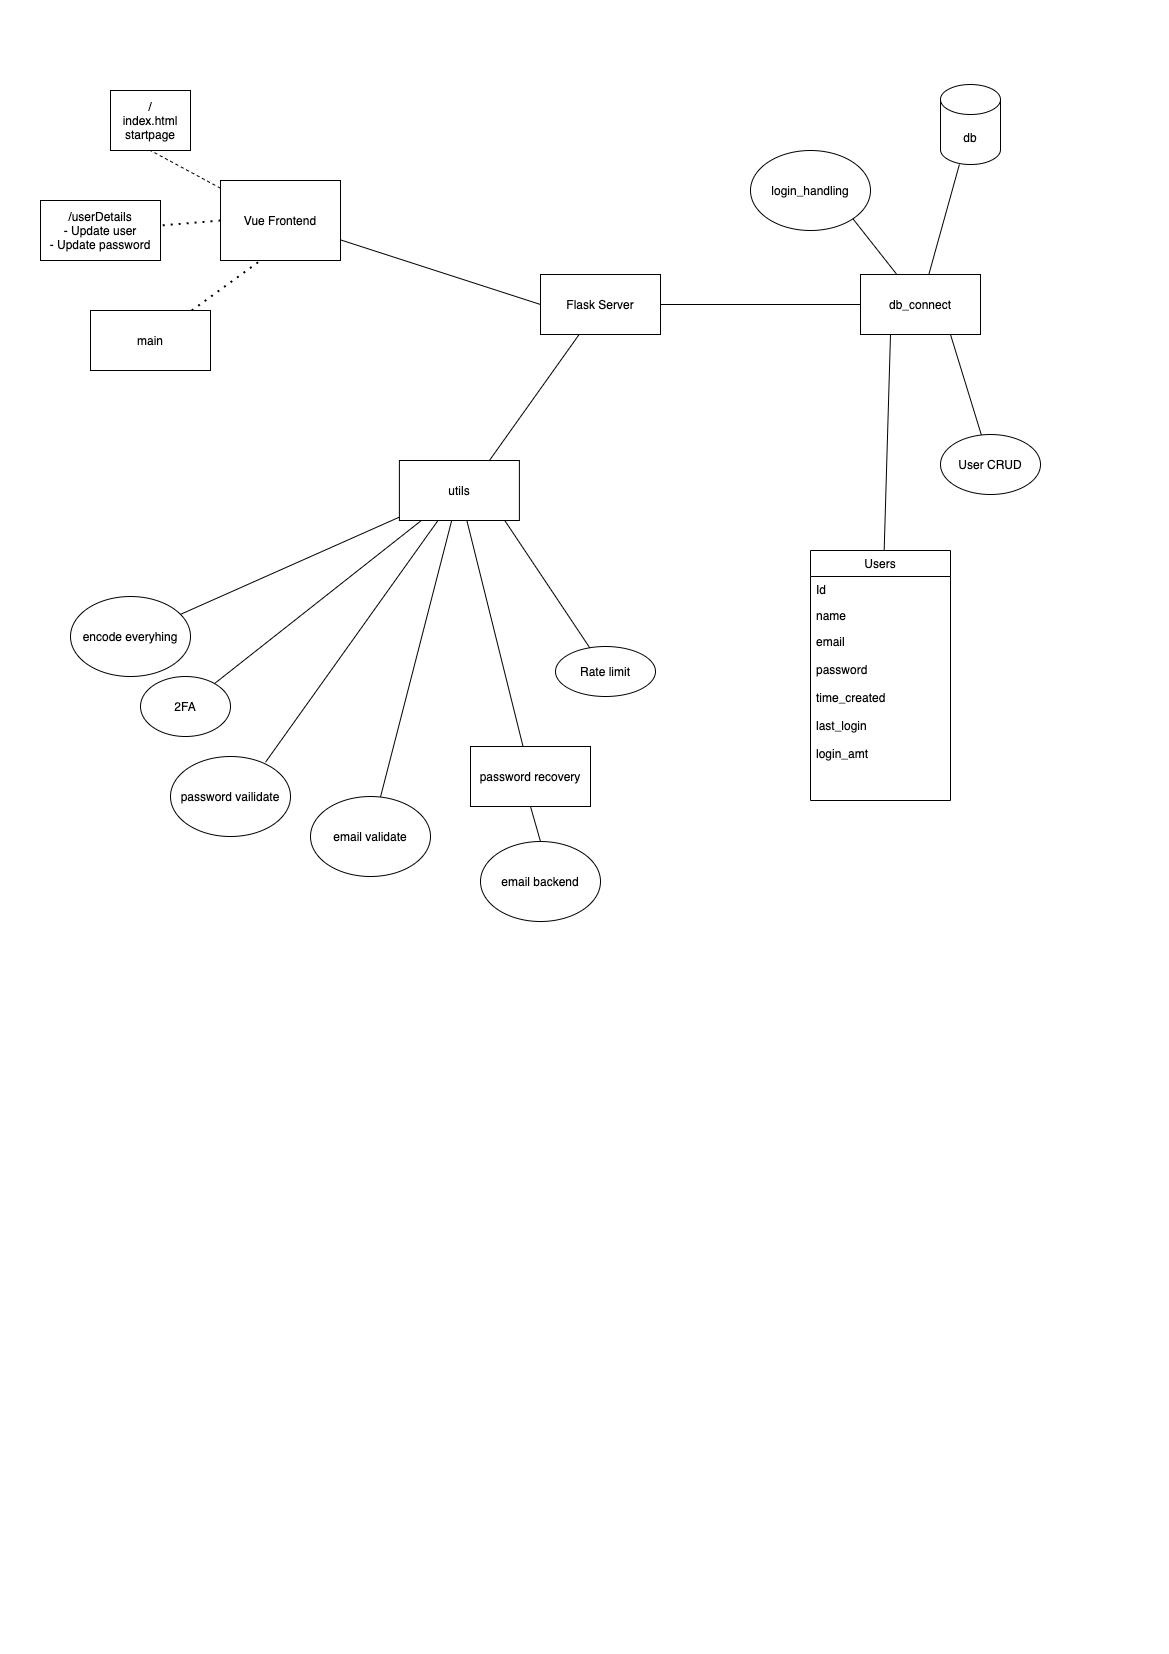 /
index.html
startpage
/userDetails
- Update user
- Update password
Vue Frontend
main
Flask Server
login_handling
db
db_connect
User CRUD
utils
encode everyhing
2FA
password vailidate
email validate
password recovery
email backend
Rate limit
Users
Id
name
email
password
time_created
last_login
login_amt